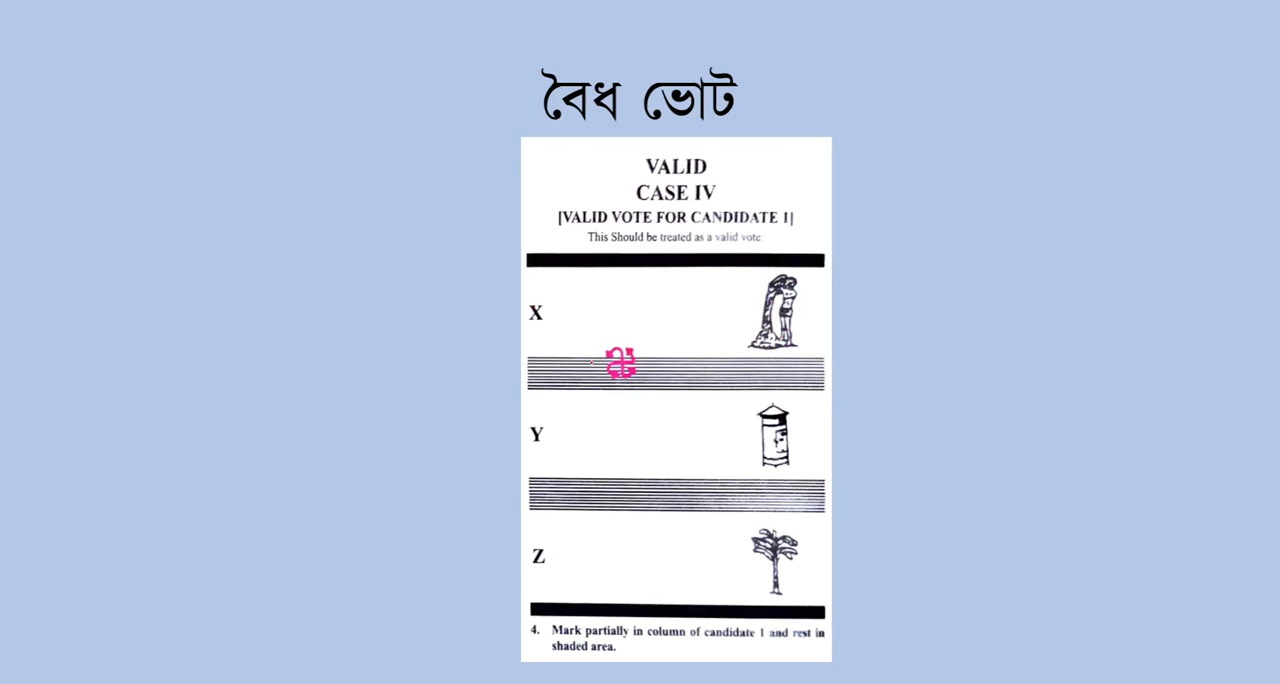 বৈধ ভোট
VALID
CASE IV
[VALID VOTE FOR CANDIDATE 1]
This Should be treated as a valid vote.
X
Y
Z
4. Mark partially in column of candidate 1 and rest in
shaded area.